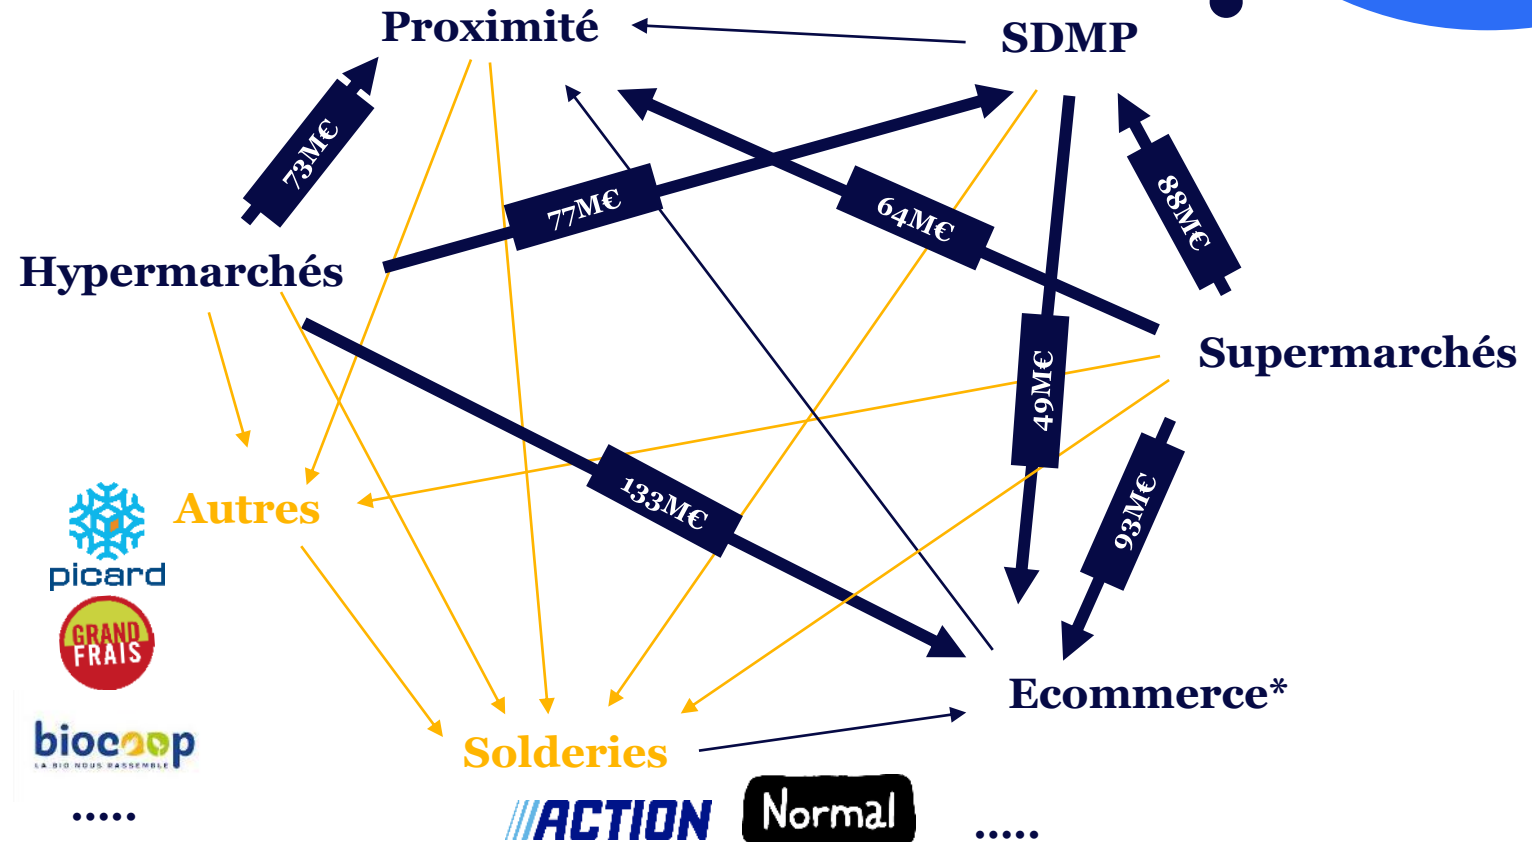 Proximité
SDMP
73M€
77M€
64M€
88M€
Hypermarchés
Supermarchés
49M€
133M€
93M€
Autres
picard
GRAND
FRAIS
Ecommerce*
biocoop
LA BIO NOUS RASSEMBLE
Solderies
.....
ACTION
Normal
.....